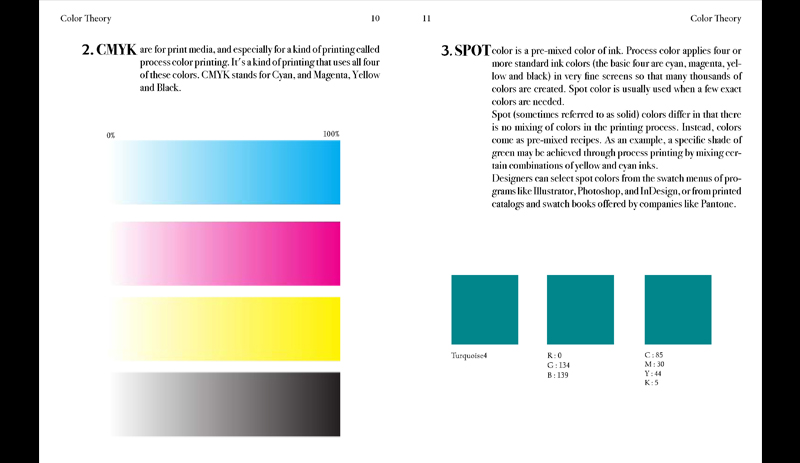 Color Theory 10
2. CMYK are for print media, and especially for a kind of printing called
process color printing. It's a kind of printing that uses all four
of these colors. CMYK stands for Cyan, and Magenta, Yellow
and Black.
0% 100%
11 Color Theory
3. SPOT color is a pre-mixed color of ink. Process color applies four or
more standard ink colors (the basic four are cyan, magenta, yel-
low and black) in very fine screens so that many thousands of
colors are created. Spot color is usually used when a few exact
colors are needed.
Spot (sometimes referred to as solid) colors differ in that there
is no mixing of colors in the printing process. Instead, colors
come as pre-mixed recipes. As an example, a specific shade of
green may be achieved through process printing by mixing cer-
tain combinations of yellow and cyan inks.
Designers can select spot colors from the swatch menus of pro-
grams like Illustrator, Photoshop, and InDesign, or from printed
catalogs and swatch books offered by companies like Pantone.
Turquoise4
R : 0
G : 134
B : 139
C : 85
M : 30
Y : 44
K : 5